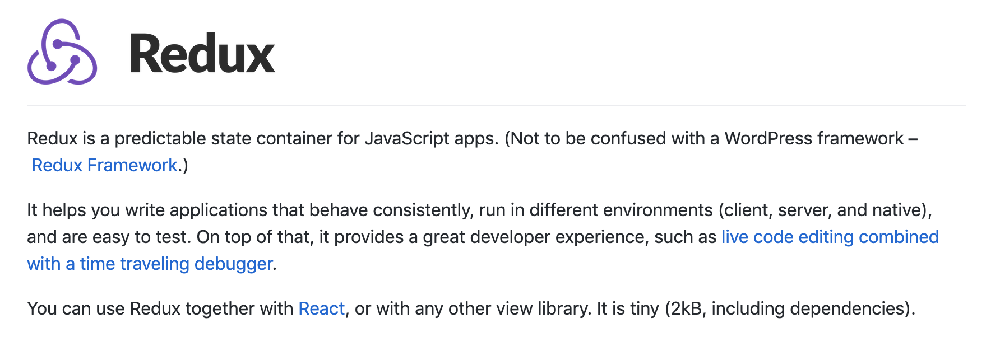 Redux
Redux is a predictable state container for JavaScript apps. (Not to be confused with a WordPress framework –
Redux Framework.)
It helps you write applications that behave consistently, run in different environments (client, server, and native),
and are easy to test. On top of that, it provides a great developer experience, such as live code editing combined
with a time traveling debugger.
You can use Redux together with React, or with any other view library. It is tiny (2kB, including dependencies).